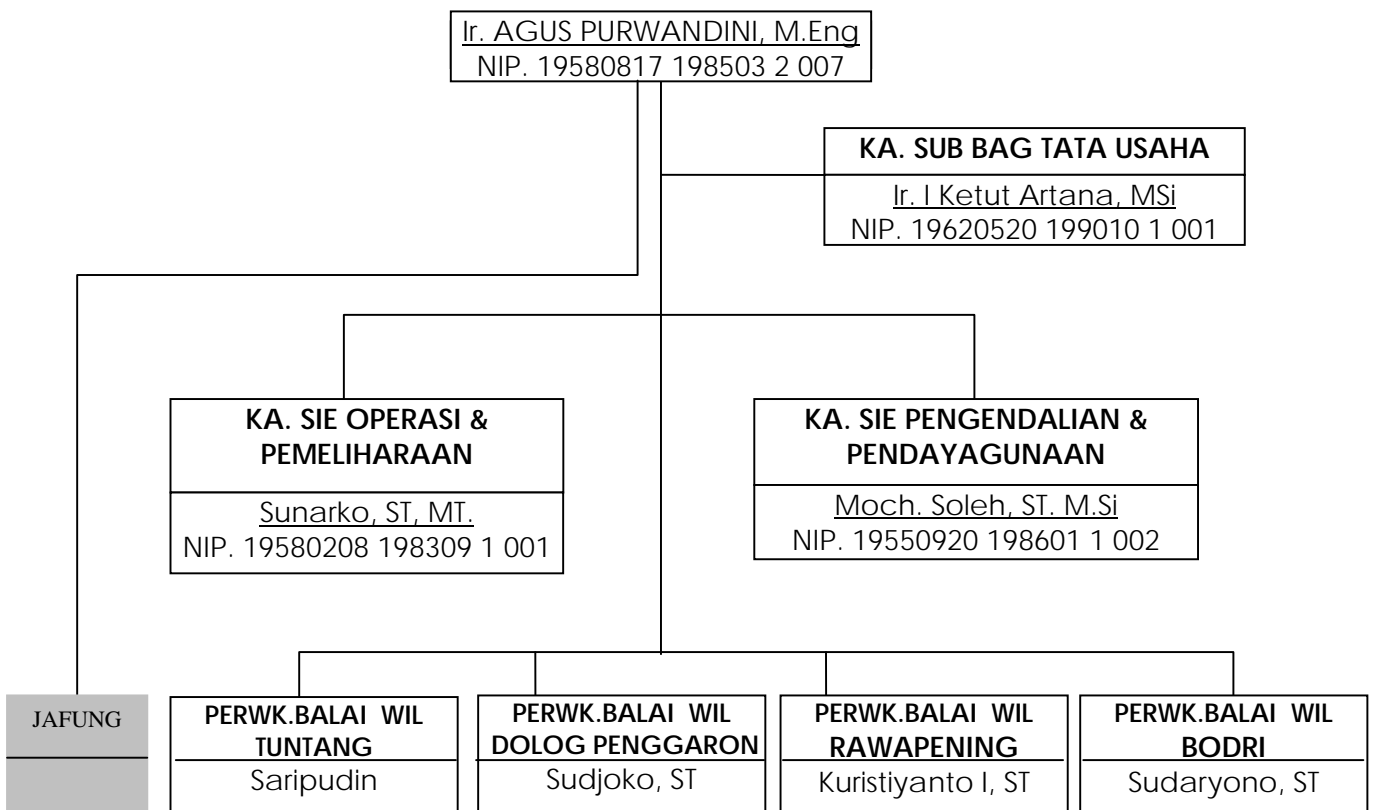 Ir. AGUS PURWANDINI, M.Eng
NIP. 19580817 198503 2 007
KA. SUB BAG TATA USAHA
Ir. I Ketut Artana, MSi
NIP. 19620520 199010 1 001
KA. SIE OPERASI &
PEMELIHARAAN
Sunarko, ST, MT.
NIP. 19580208 198309 1 001
KA. SIE PENGENDALIAN &
PENDAYAGUNAAN
Moch. Soleh, ST. M.Si
NIP. 19550920 198601 1 002
JAFUNG
PERWK.BALAI WIL
TUNTANG
Saripudin
PERWK.BALAI WIL
DOLOG PENGGARON
Sudjoko, ST
PERWK.BALAI WIL
RAWAPENING
Kuristiyanto I, ST
PERWK.BALAI WIL
BODRI
Sudaryono, ST